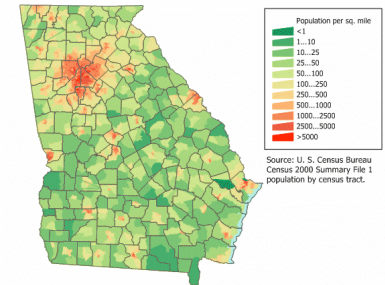 Population per sq. mile
<1
1...10
10...25
25...50
50...100
100...250
250...500
500...1000
1000...2500
2500...5000
>5000
Source: U. S. Census Bureau
Census 2000 Summary File 1
population by census tract.